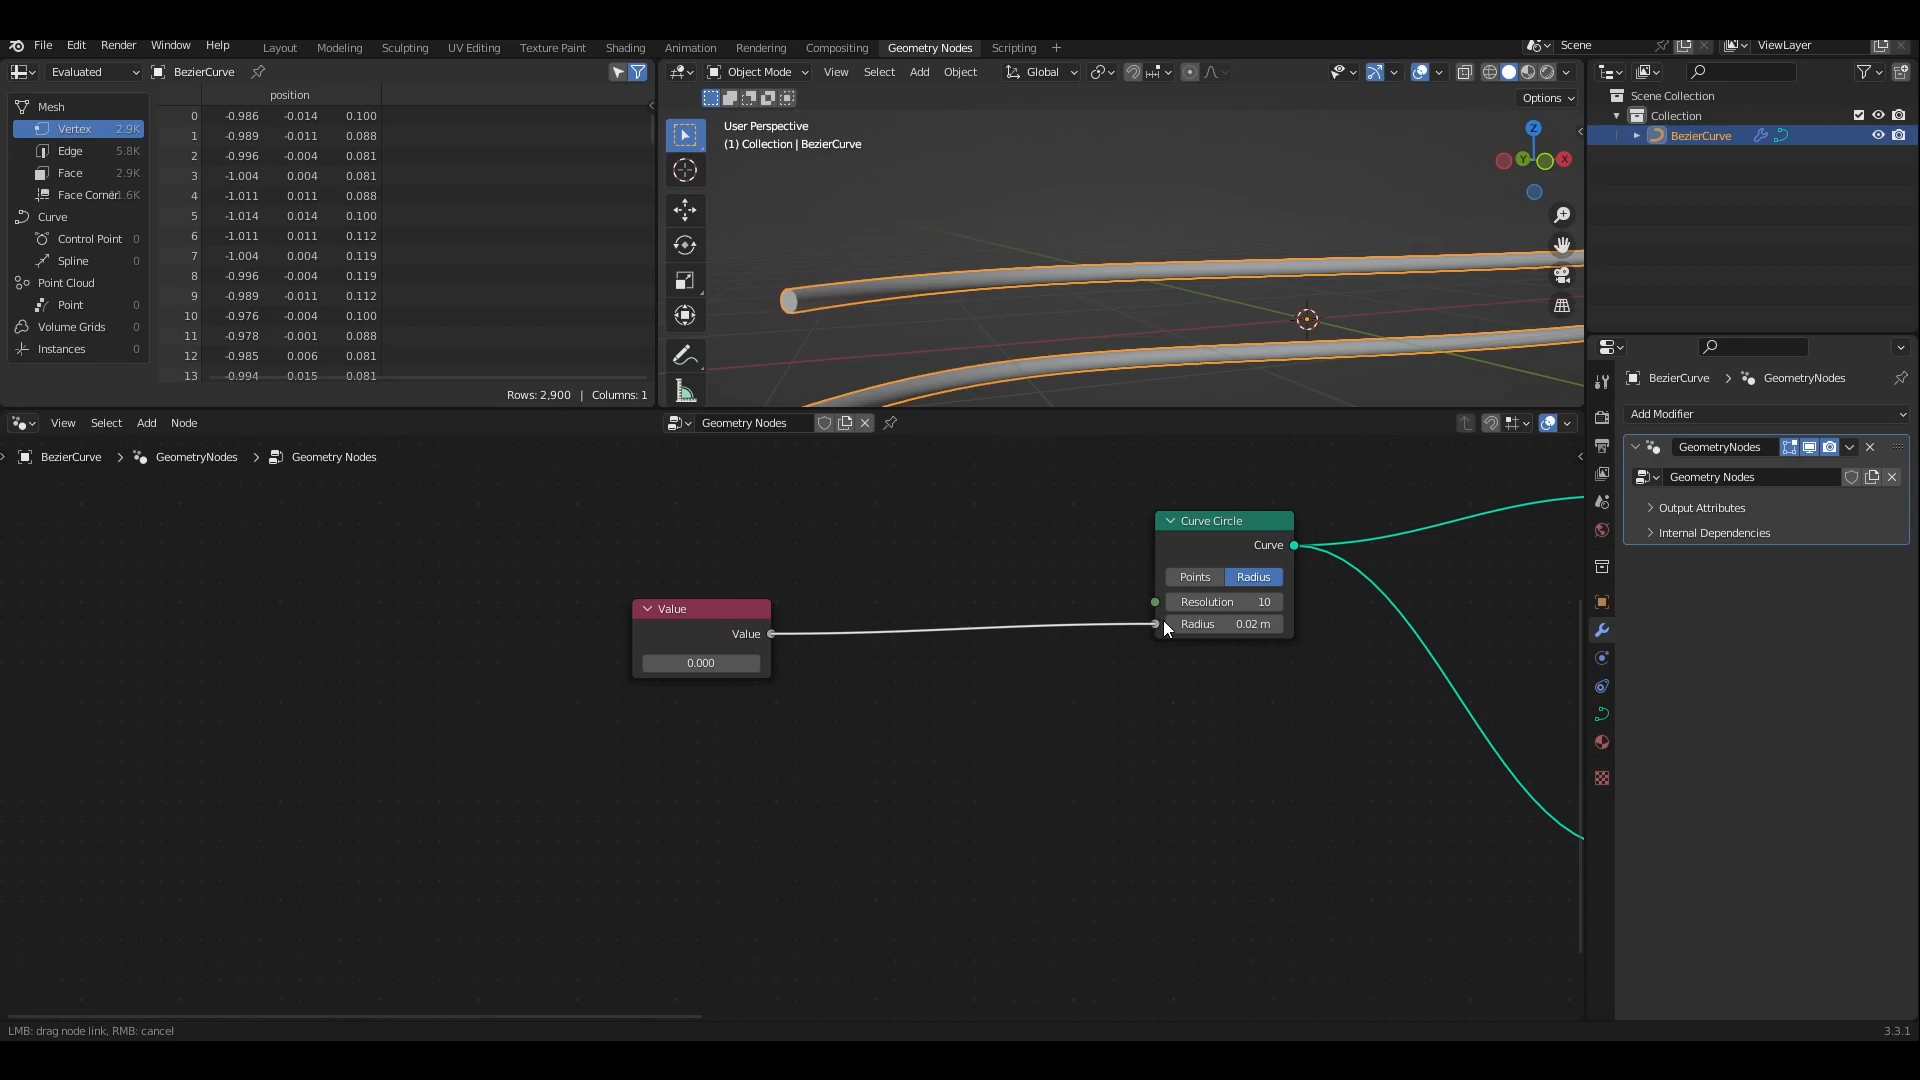 File Edit Render Window Help
Layout Modeling Sculpting UV Editing Texture Paint Shading Animation Rendering Compositing Geometry Nodes Scripting +
Scene
ViewLayer
Evaluated
BezierCurve
Object Mode View Select Add Object Global
Options
position
Mesh
Vertex 2.9K
Edge 5.8K
Face 2.9K
Face Corner 1.6K
Curve
Control Point 0
Spline 0
Point Cloud
Point 0
Volume Grids 0
Instances 0
0 -0.986 -0.014 0.100
1 -0.989 -0.011 0.088
2 -0.996 -0.004 0.081
3 -1.004 0.004 0.081
4 -1.011 0.011 0.088
5 -1.014 0.014 0.100
6 -1.011 0.011 0.112
7 -1.004 0.004 0.119
8 -0.996 -0.004 0.119
9 -0.989 -0.011 0.112
10 -0.976 -0.004 0.100
11 -0.978 -0.001 0.088
12 -0.985 0.006 0.081
13 -0.994 0.015 0.081
Rows: 2,900 | Columns: 1
User Perspective
(1) Collection | BezierCurve
Z
Y
X
Scene Collection
Collection
BezierCurve
BezierCurve > GeometryNodes
Add Modifier
GeometryNodes
Geometry Nodes
Output Attributes
Internal Dependencies
View Select Add Node
Geometry Nodes
BezierCurve > GeometryNodes > Geometry Nodes
Value
Value
0.000
Curve Circle
Curve
Points Radius
Resolution 10
Radius 0.02 m
LMB: drag node link, RMB: cancel
3.3.1